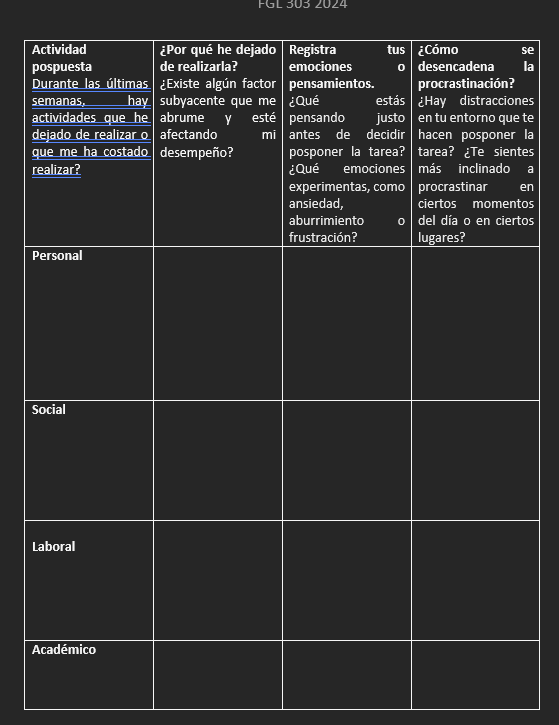 FGL 303 2024
Actividad
pospuesta
Durante las últimas
semanas, hay
actividades que he
dejado de realizar o
que me ha costado
realizar?
¿Por qué he dejado
de realizarla?
¿Existe algún factor
subyacente que me
abrume y esté
afectando mi
desempeño?
Registra tus
emociones o
pensamientos.
¿Qué estás
pensando justo
antes de decidir
posponer la tarea?
¿Qué emociones
experimentas, como
ansiedad,
aburrimiento o
frustración?
¿Cómo se
desencadena la
procrastinación?
¿Hay distracciones
en tu entorno que te
hacen posponer la
tarea? ¿Te sientes
más inclinado a
procrastinar en
ciertos momentos
del día o en ciertos
lugares?
Personal
Social
Laboral
Académico